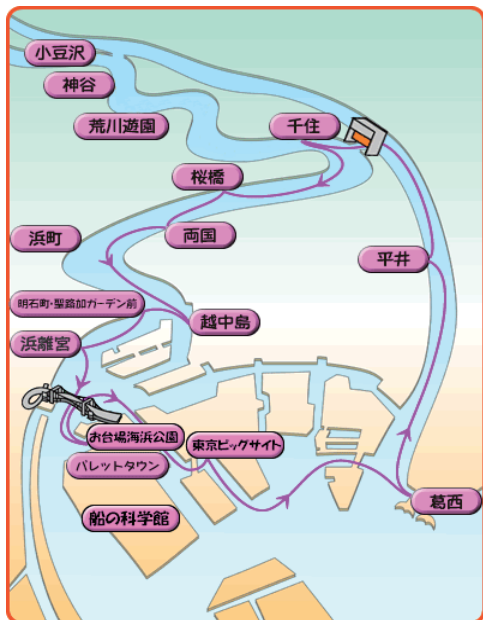 小豆沢
神谷
荒川遊園
千住
桜橋
両国
浜町
平井
明石町・聖路加ガーデン前
越中島
浜離宮
お台場海浜公園
東京ビッグサイト
パレットタウン
葛西
船の科学館